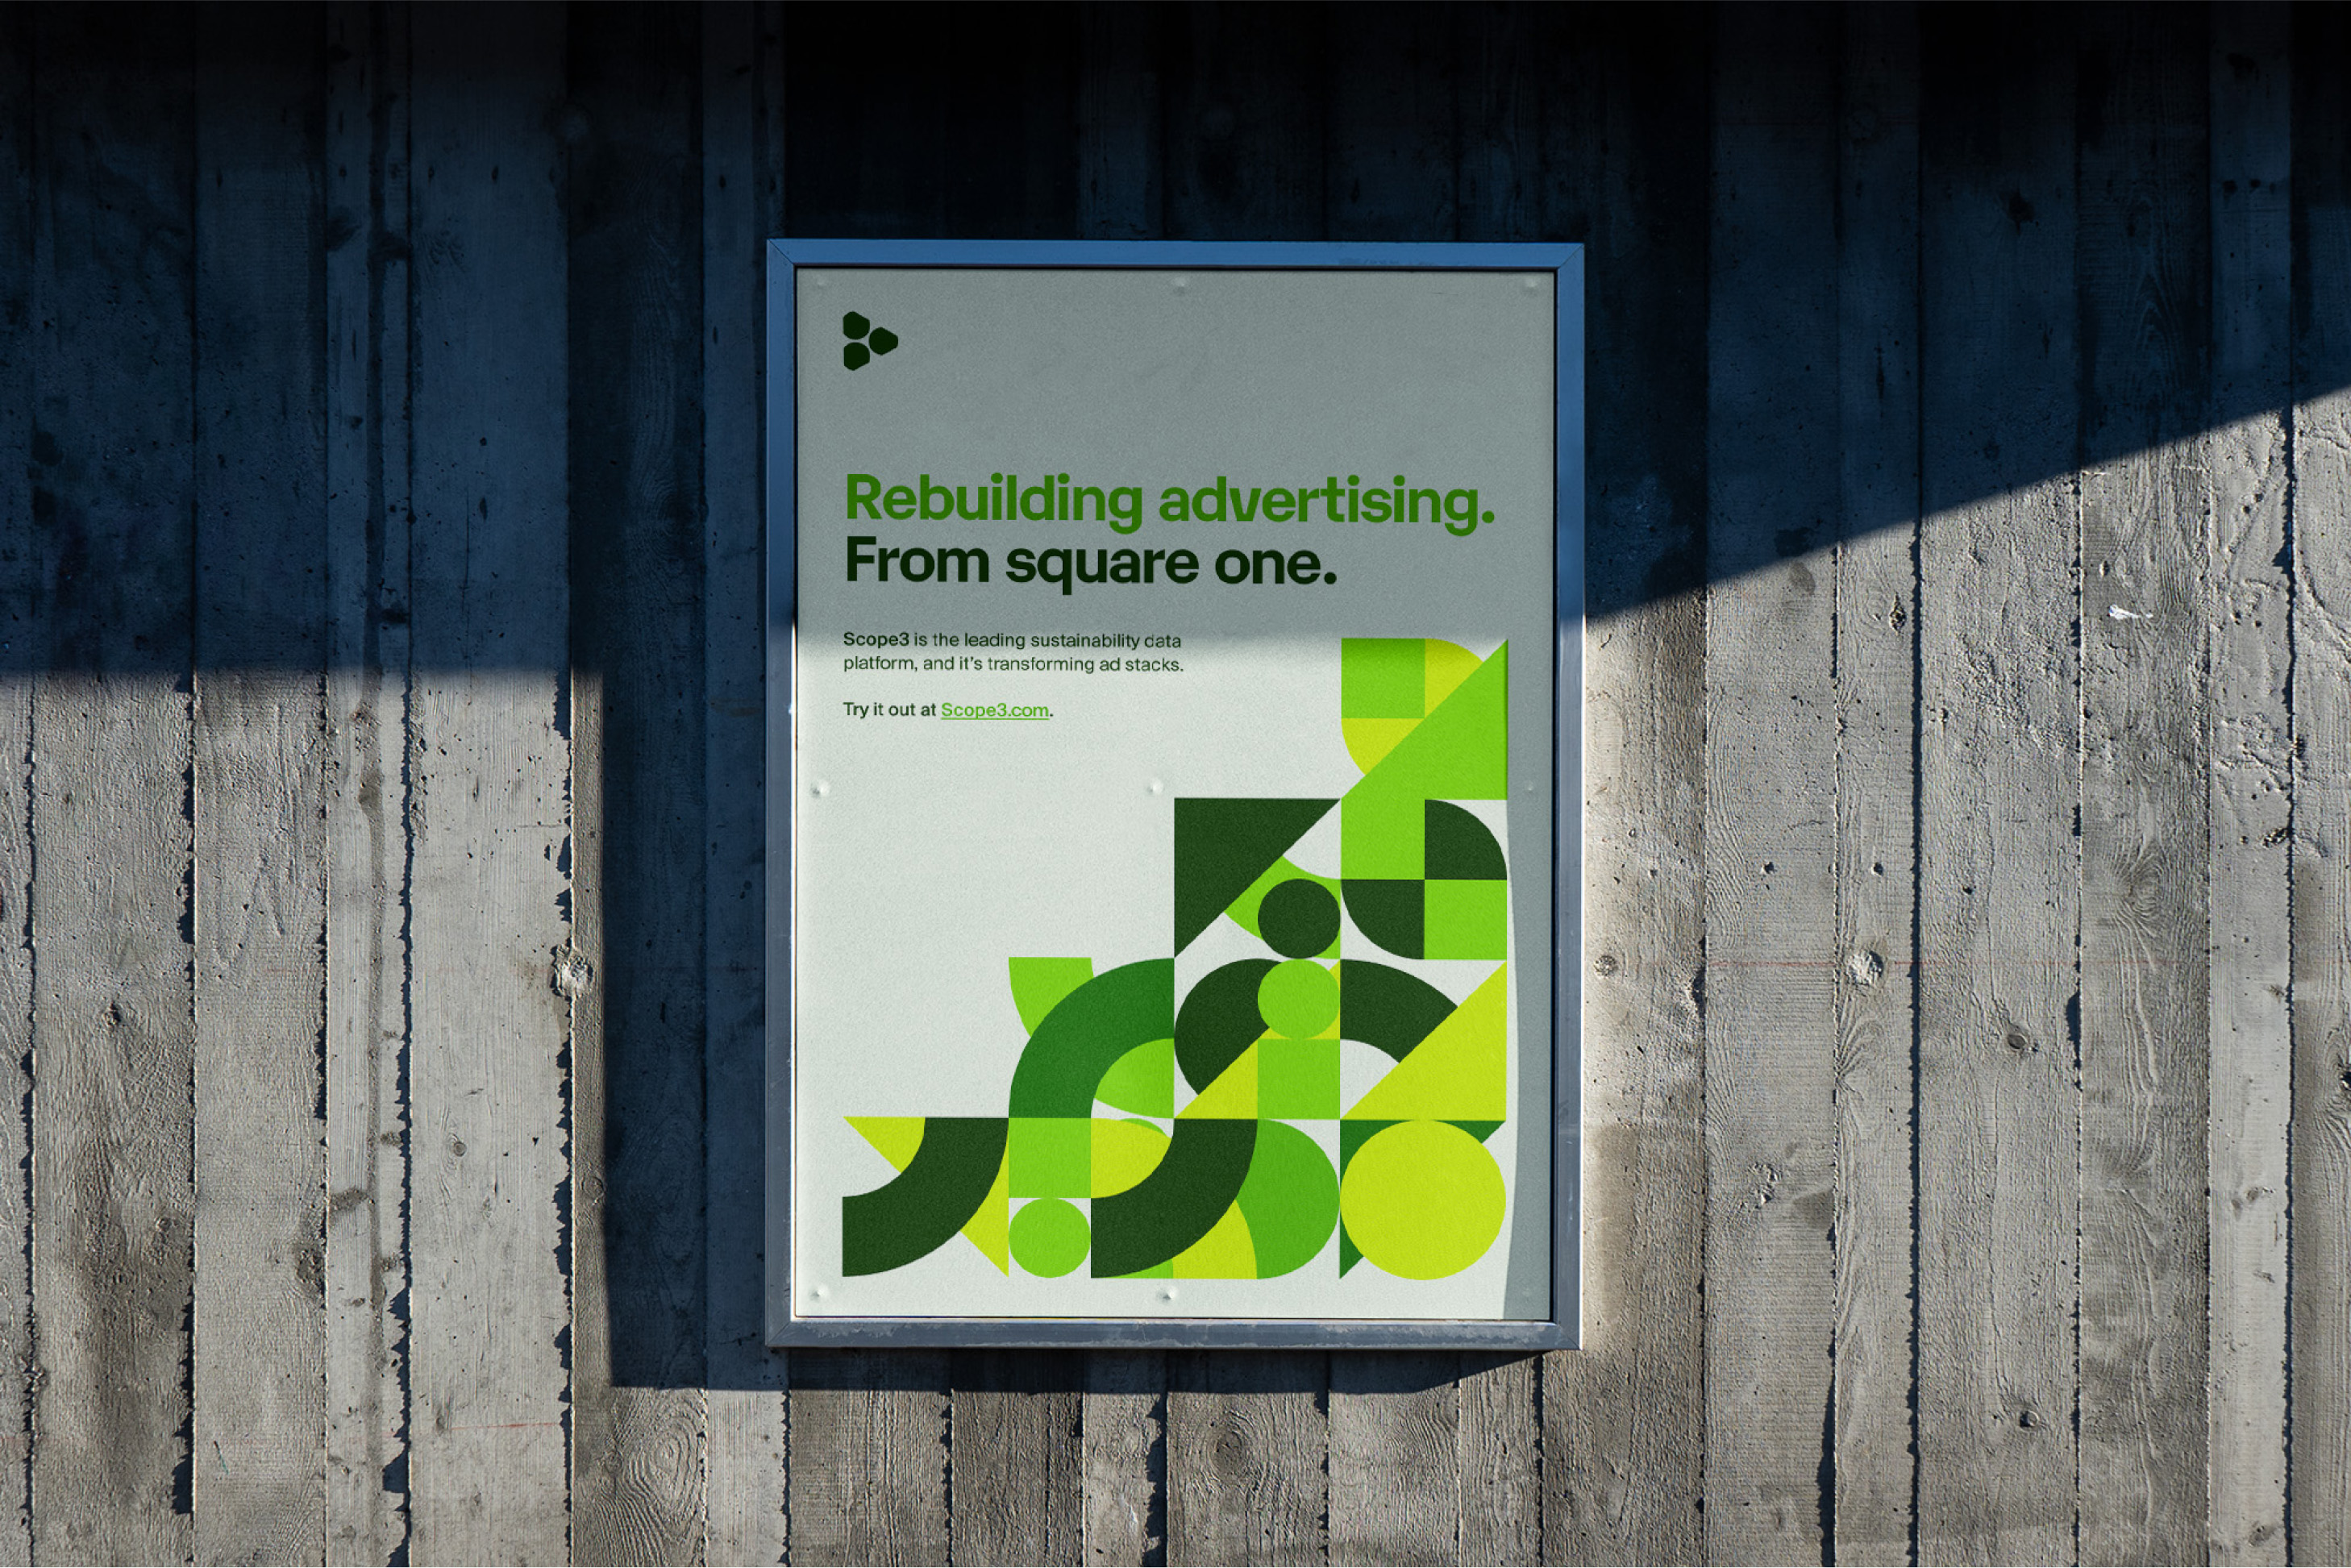 Rebuilding advertising.
From square one.
Scope3 is the leading sustainability data
platform, and it's transforming ad stacks.
Try it out at Scope3.com.